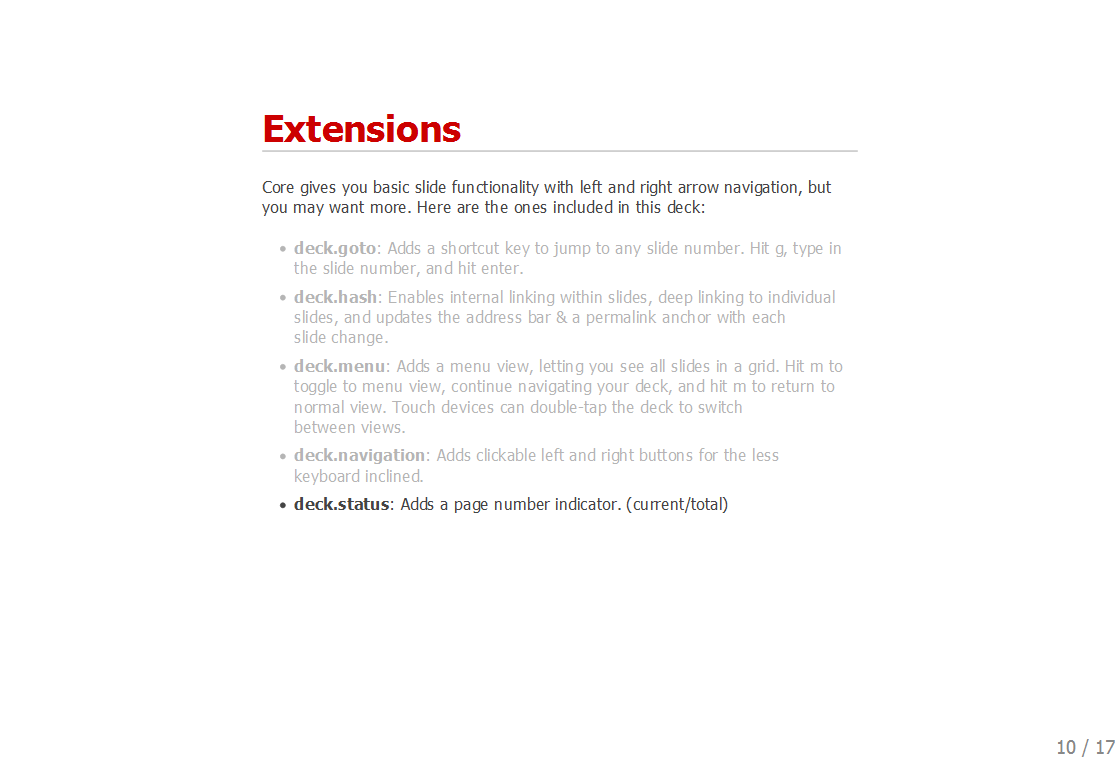 Extensions
Core gives you basic slide functionality with left and right arrow navigation, but
you may want more. Here are the ones included in this deck:
• deck.goto: Adds a shortcut key to jump to any slide number. Hit g, type in
the slide number, and hit enter.
• deck.hash: Enables internal linking within slides, deep linking to individual
slides, and updates the address bar & a permalink anchor with each
slide change.
• deck.menu: Adds a menu view, letting you see all slides in a grid. Hit m to
toggle to menu view, continue navigating your deck, and hit m to return to
normal view. Touch devices can double-tap the deck to switch
between views.
• deck.navigation: Adds clickable left and right buttons for the less
keyboard inclined.
• deck.status: Adds a page number indicator. (current/total)
10 / 17